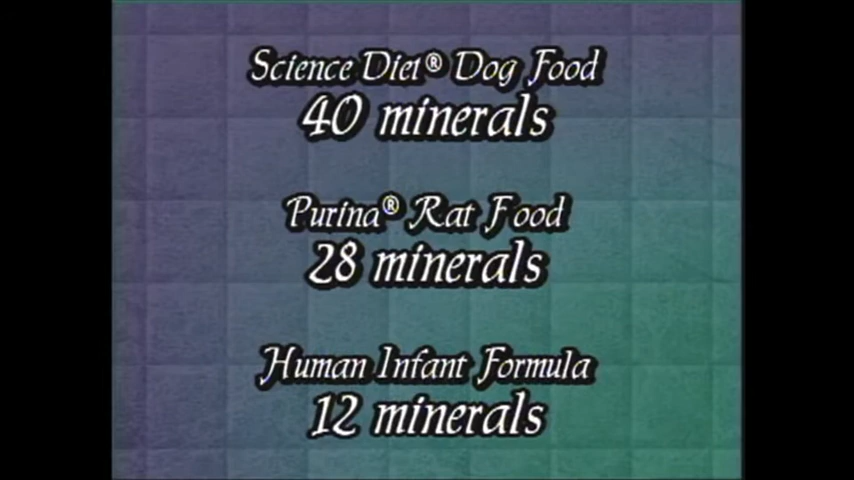 Science Diet® Dog Food
40 minerals
Purina® Rat Food
28 minerals
Human Infant Formula
12 minerals